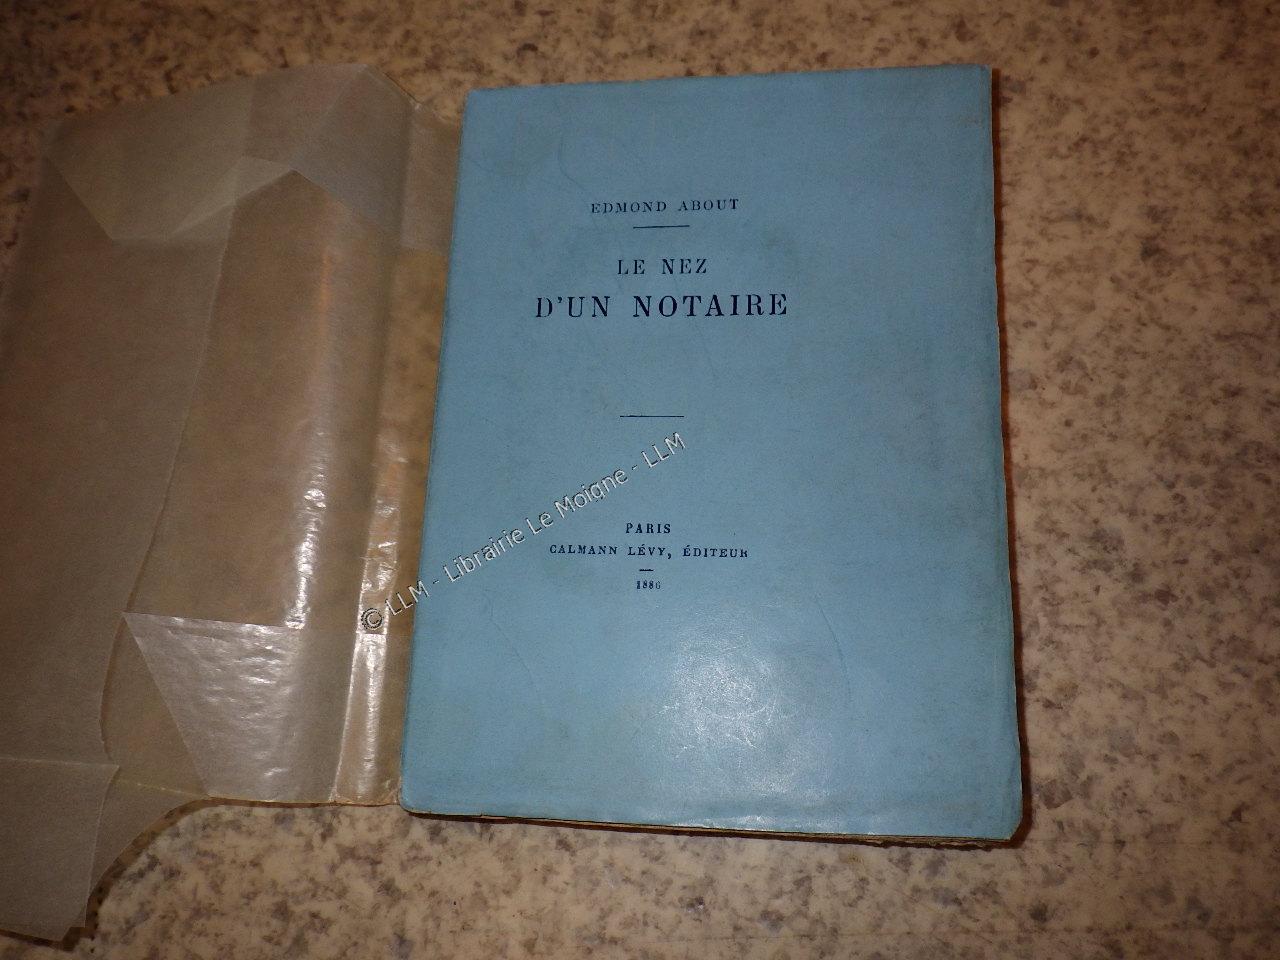 EDMOND ABOUT
LE NEZ
D'UN NOTAIRE
PARIS
CALMANN LÉVY, ÉDITEUR
1886
© LLM - Librairie Le Moigne - LLM